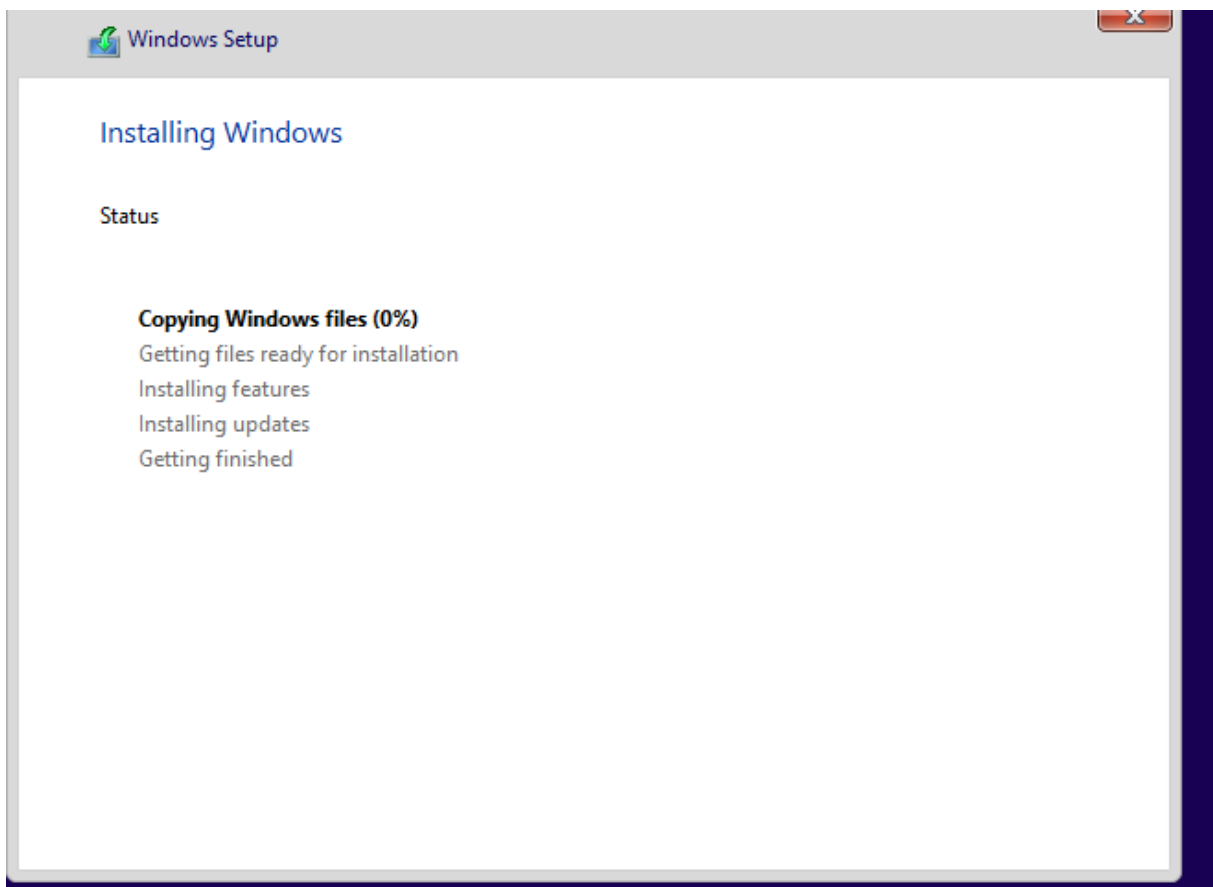 Windows Setup
Installing Windows
Status
Copying Windows files (0%)
Getting files ready for installation
Installing features
Installing updates
Getting finished